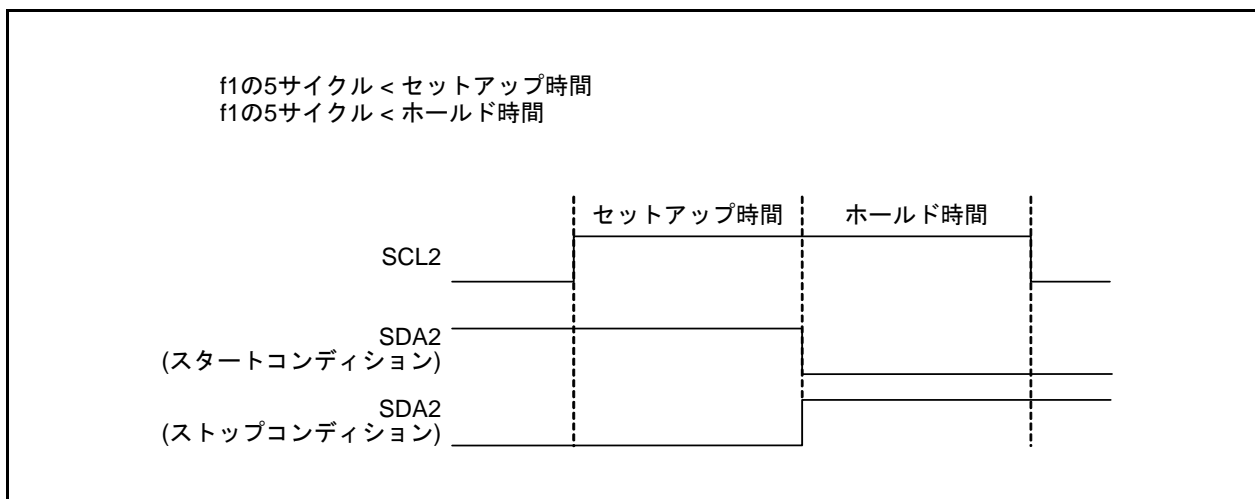 f1の5サイクル < セットアップ時間
f1の5サイクル < ホールド時間
セットアップ時間
ホールド時間
SCL2
SDA2
(スタートコンディション)
SDA2
(ストップコンディション)